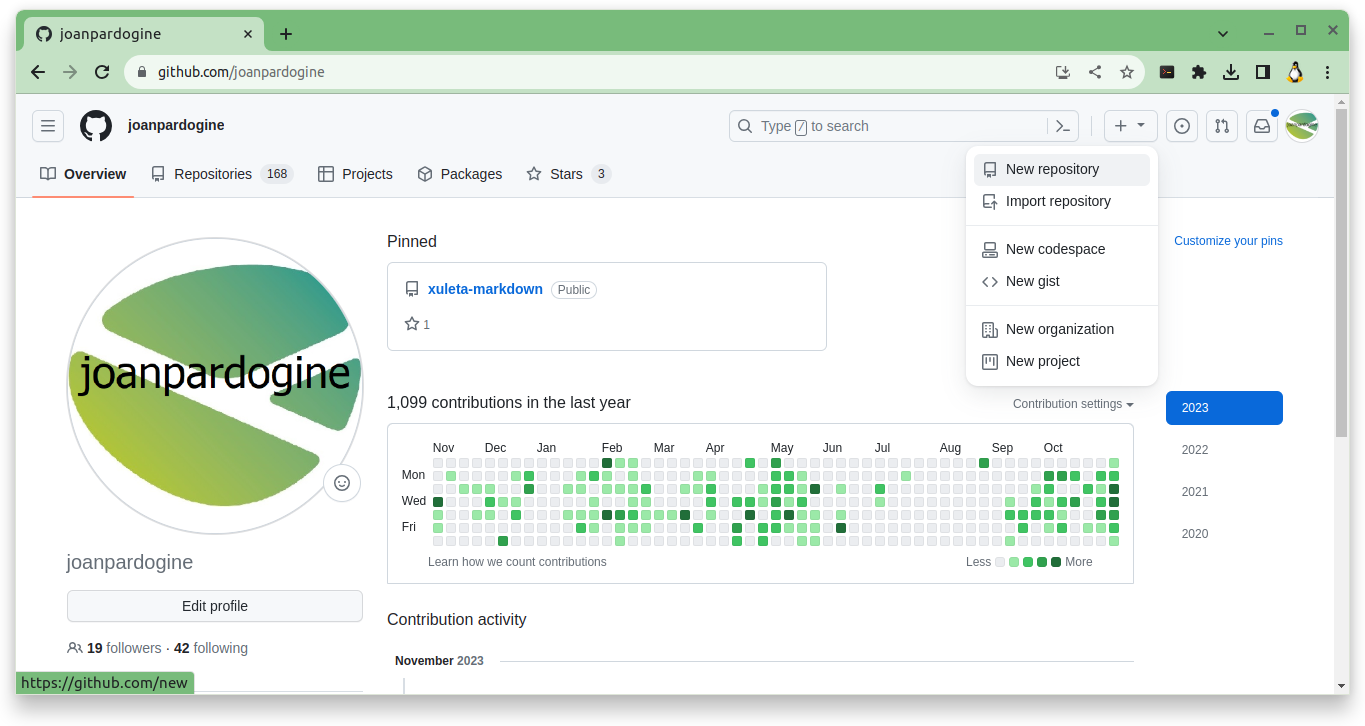 joanpardogine
github.com/joanpardogine
joanpardogine
Type / to search
Overview
Repositories 168
Projects
Packages
Stars 3
New repository
Import repository
New codespace
New gist
New organization
New project
Pinned
Customize your pins
xuleta-markdown Public
1
joanpardogine
1,099 contributions in the last year
Contribution settings
2023
2022
2021
2020
Nov Dec Jan Feb Mar Apr May Jun Jul Aug Sep Oct
Mon
Wed
Fri
Learn how we count contributions
Less More
joanpardogine
Edit profile
19 followers · 42 following
Contribution activity
November 2023
https://github.com/new